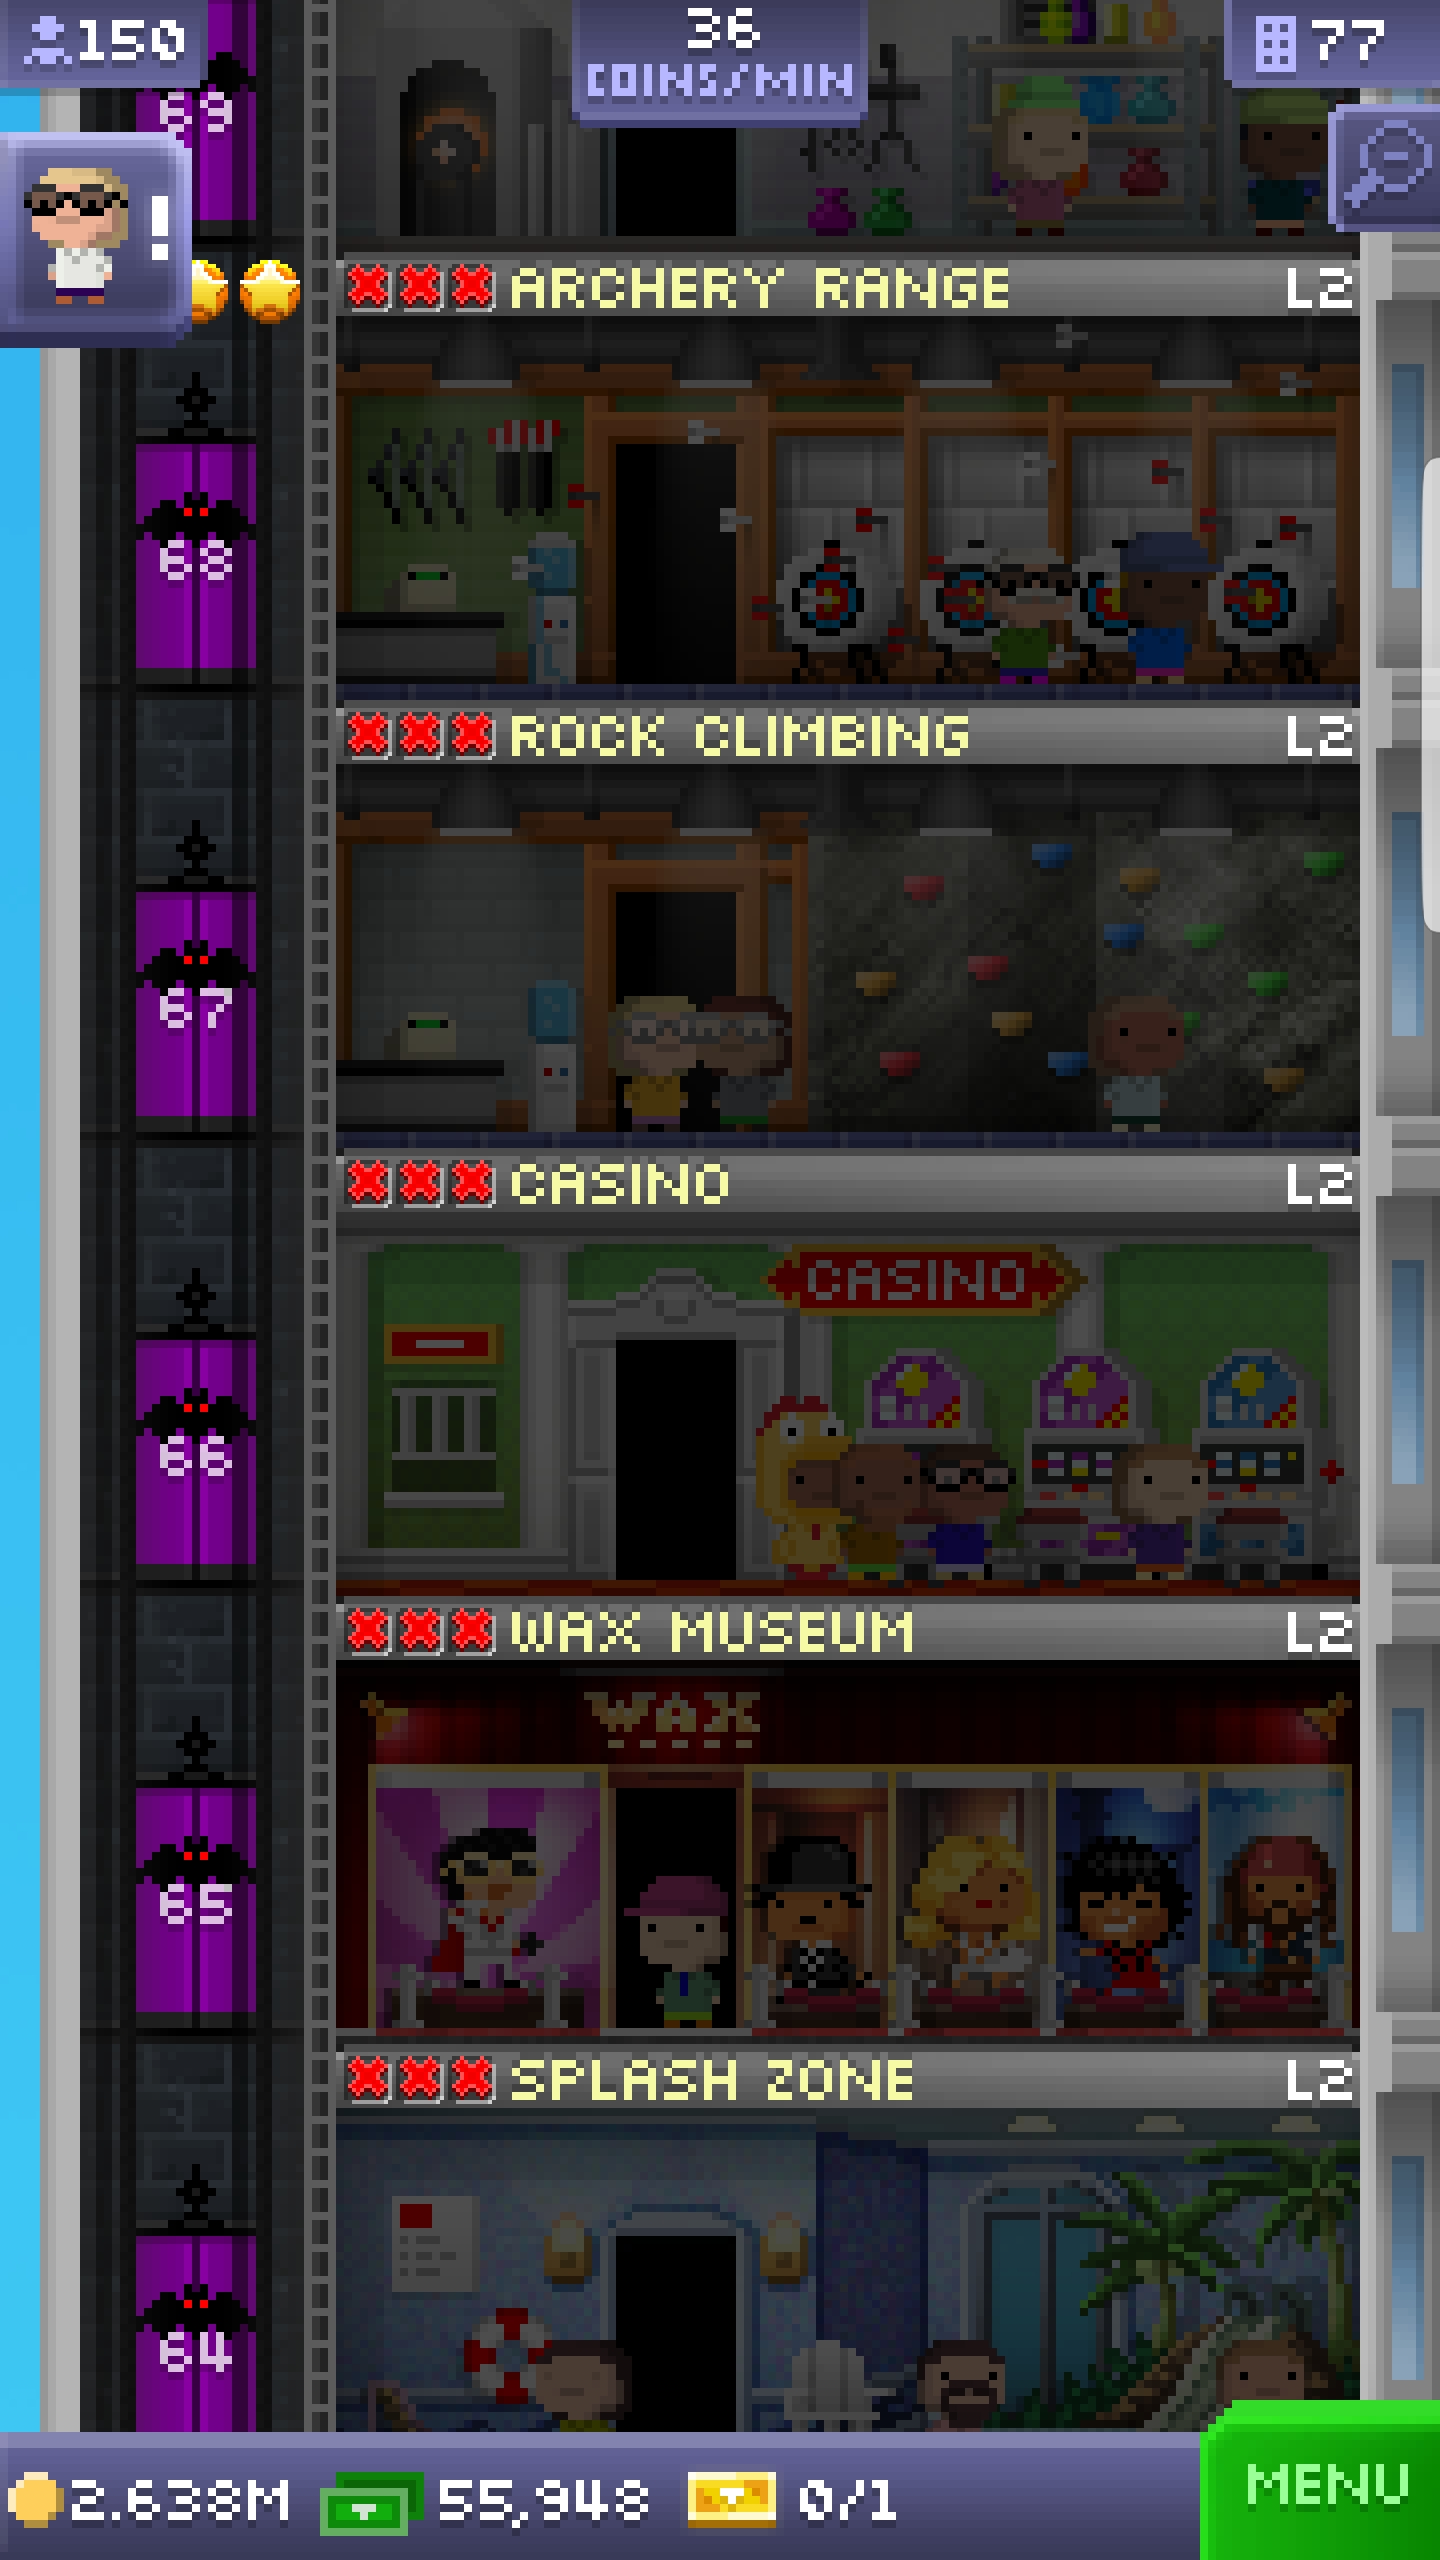 150
36
COINS/MIN
77
69
!
ARCHERY RANGE L2
68
ROCK CLIMBING L2
67
CASINO L2
CASINO
66
WAX MUSEUM L2
WAX
65
SPLASH ZONE L2
64
2.638M 55,948 0/1
MENU